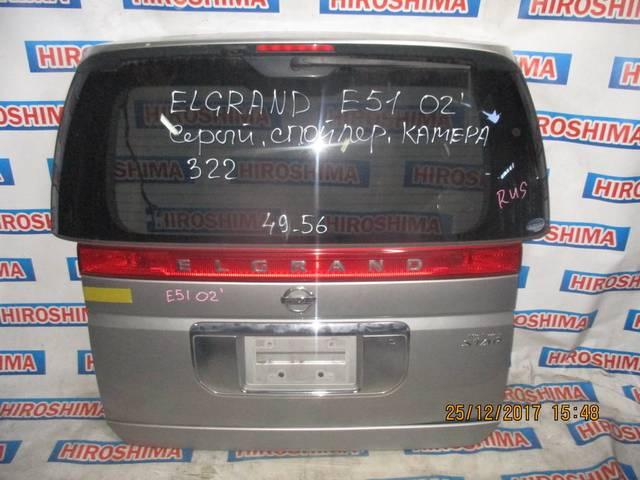 HIROSHIMA
ELGRAND E51 02'
Серый, спойлер, КАМЕРА
322
RUS
49-56
ELGRAND
E51 02'
NISSAN
25/12/2017 15:48